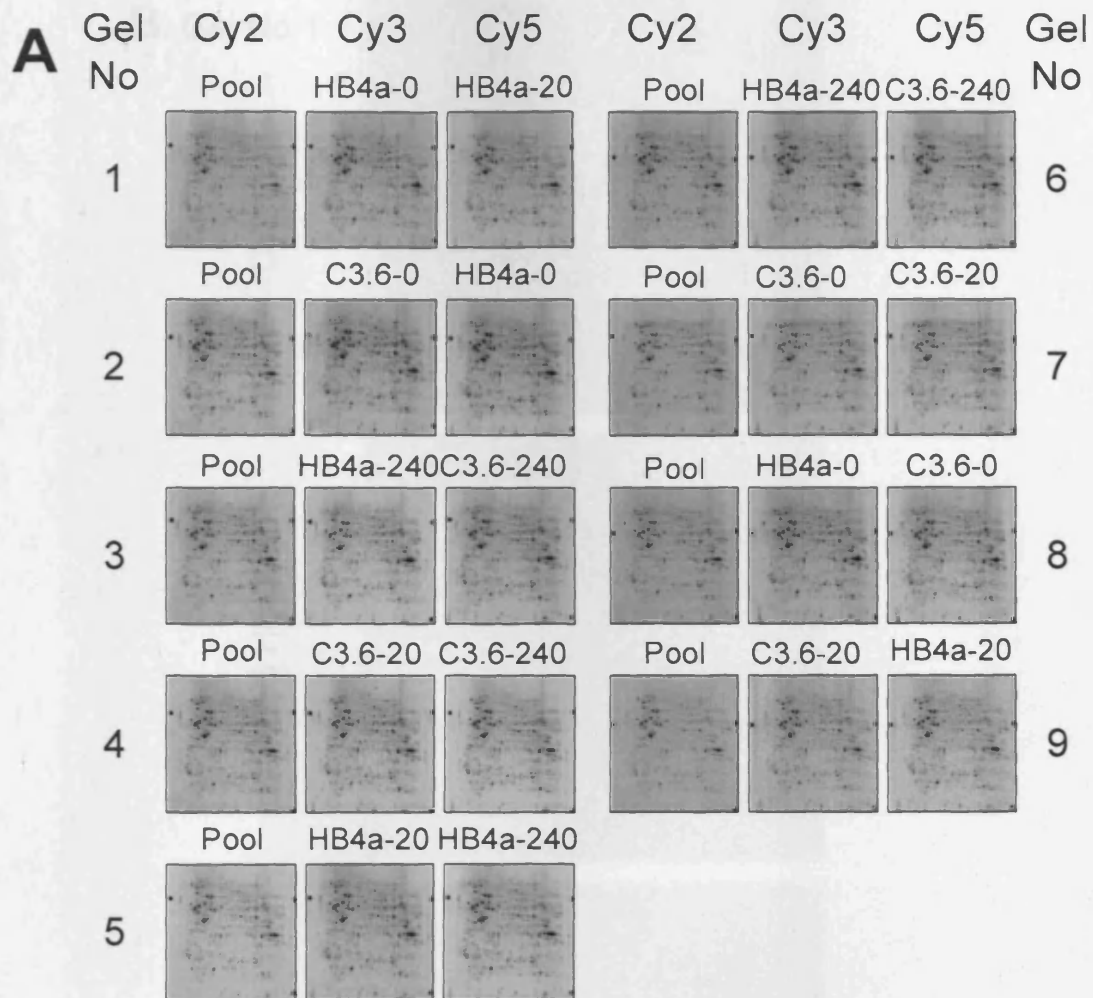 A Gel No Cy2 Cy3 Cy5 Cy2 Cy3 Cy5 Gel No
Pool HB4a-0 HB4a-20 Pool HB4a-240 C3.6-240
1 6
Pool C3.6-0 HB4a-0 Pool C3.6-0 C3.6-20
2 7
Pool HB4a-240 C3.6-240 Pool HB4a-0 C3.6-0
3 8
Pool C3.6-20 C3.6-240 Pool C3.6-20 HB4a-20
4 9
Pool HB4a-20 HB4a-240
5